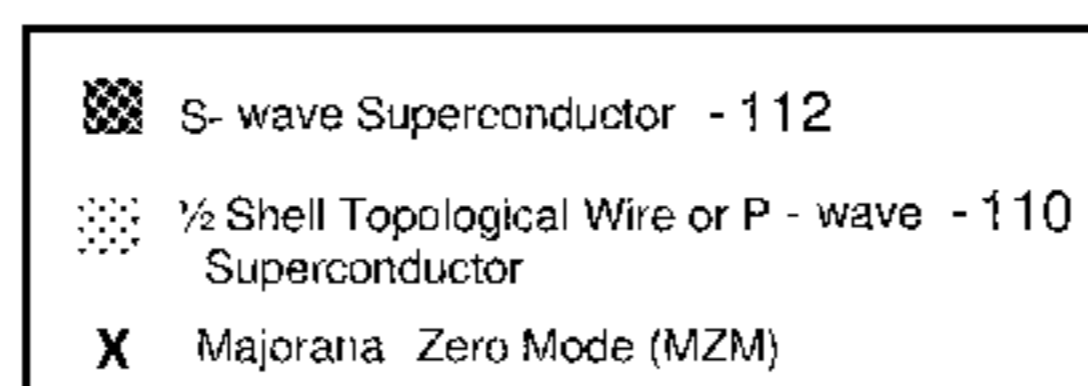 S- wave Superconductor - 112
½ Shell Topological Wire or P - wave - 110
Superconductor
X Majorana Zero Mode (MZM)